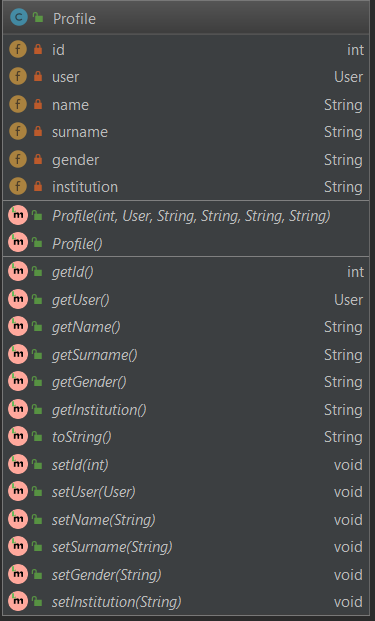 C Profile
f id int
f user User
f name String
f surname String
f gender String
f institution String
m Profile(int, User, String, String, String, String)
m Profile()
m getId() int
m getUser() User
m getName() String
m getSurname() String
m getGender() String
m getInstitution() String
m toString() String
m setId(int) void
m setUser(User) void
m setName(String) void
m setSurname(String) void
m setGender(String) void
m setInstitution(String) void